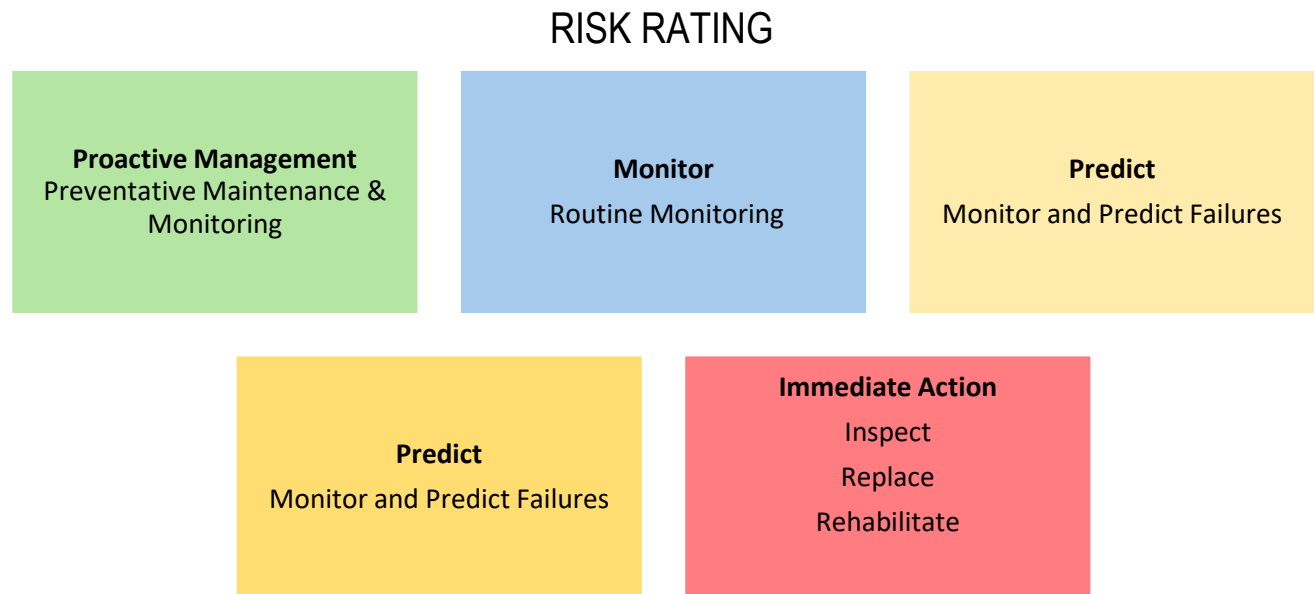 RISK RATING
Proactive Management
Preventative Maintenance &
Monitoring
Monitor
Routine Monitoring
Predict
Monitor and Predict Failures
Predict
Monitor and Predict Failures
Immediate Action
Inspect
Replace
Rehabilitate